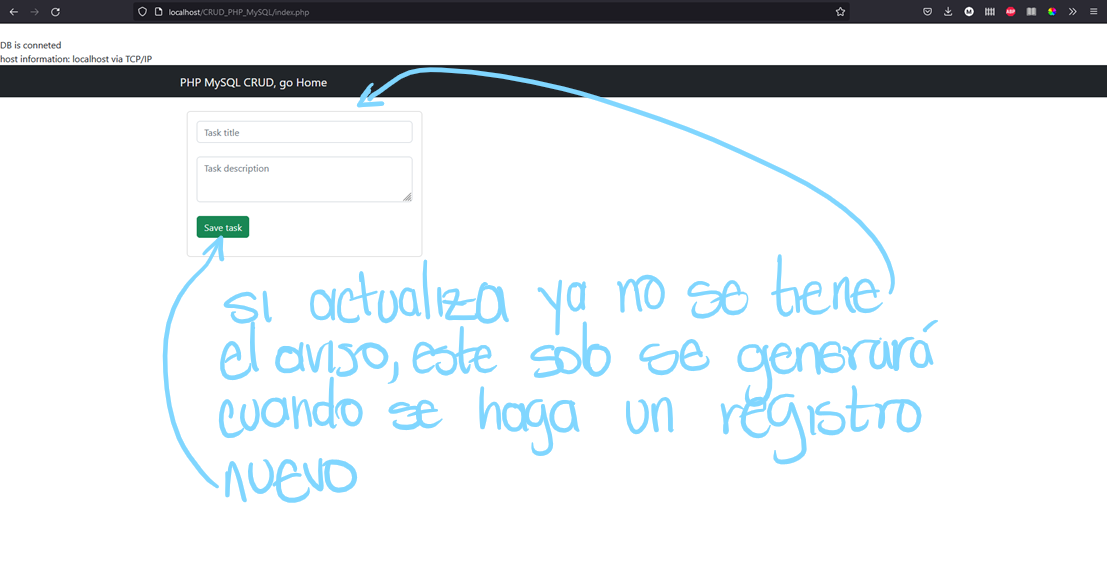 localhost/CRUD_PHP_MySQL/index.php
DB is conneted
host information: localhost via TCP/IP
PHP MySQL CRUD, go Home
Task title
Task description
Save task
si actualiza ya no se tiene
el aviso, este solo se generará
cuando se haga un registro
nuevo